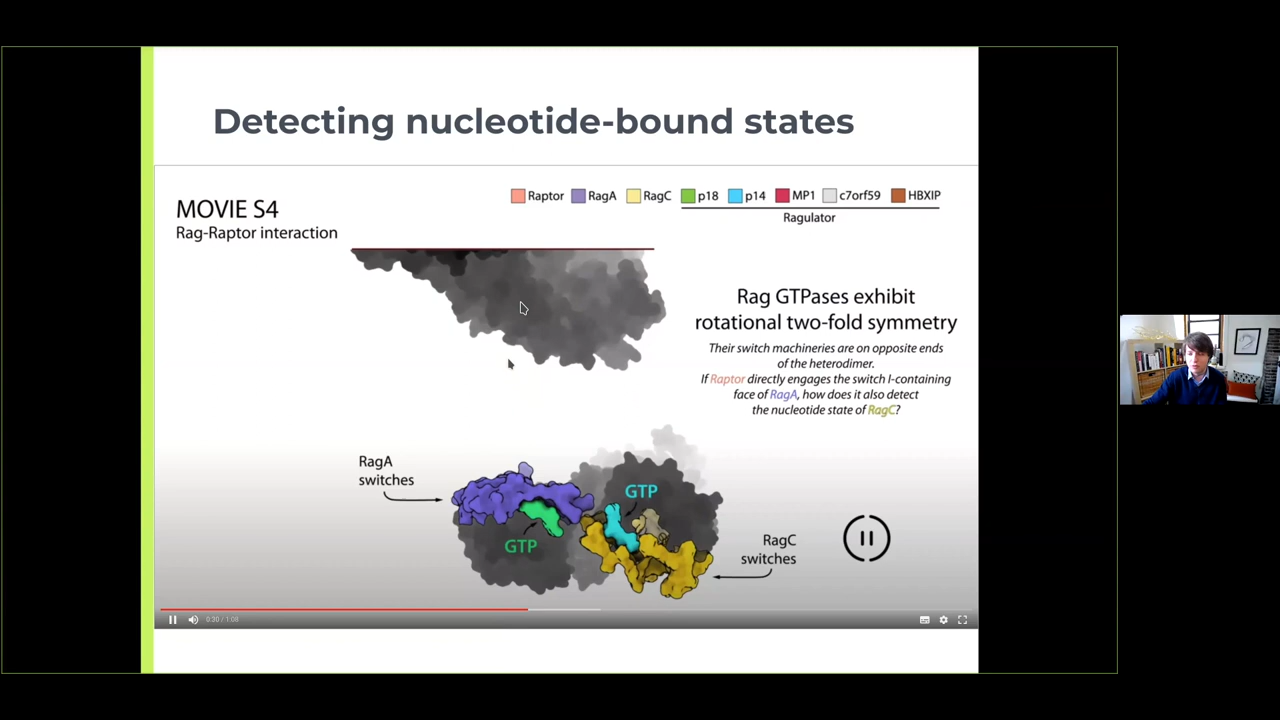 Detecting nucleotide-bound states
MOVIE S4
Rag-Raptor interaction
Raptor RagA RagC p18 p14 MP1 c7orf59 HBXIP
Ragulator
Rag GTPases exhibit
rotational two-fold symmetry
Their switch machineries are on opposite ends
of the heterodimer.
If Raptor directly engages the switch I-containing
face of RagA, how does it also detect
the nucleotide state of RagC?
RagA
switches
GTP
GTP
RagC
switches
0:30 / 1:08